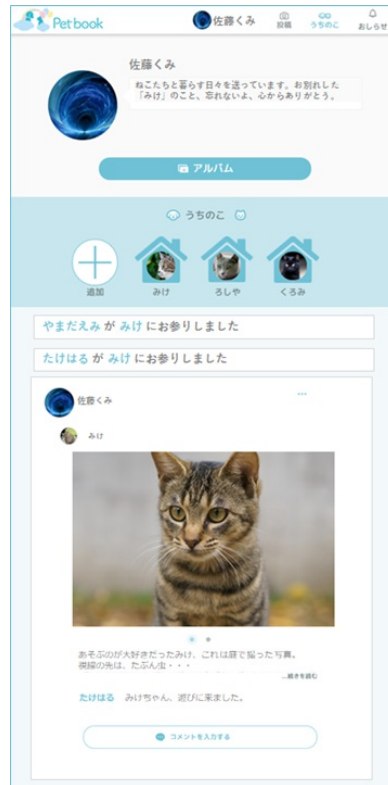 Petbook
佐藤くみ
投稿
うちのこ
おしらせ
佐藤くみ
ねこたちと暮らす日々を送っています。お別れした
「みけ」のこと、忘れないよ、心からありがとう。
アルバム
うちのこ
追加
みけ
ろしや
くろみ
やまだえみ が みけ にお参りしました
たけはる が みけ にお参りしました
佐藤くみ
みけ
あそぶのが大好きだったみけ、これは庭で撮った写真。
視線の先は、たぶん虫・・・
...続きを読む
たけはる みけちゃん、遊びに来ました。
コメントを入力する